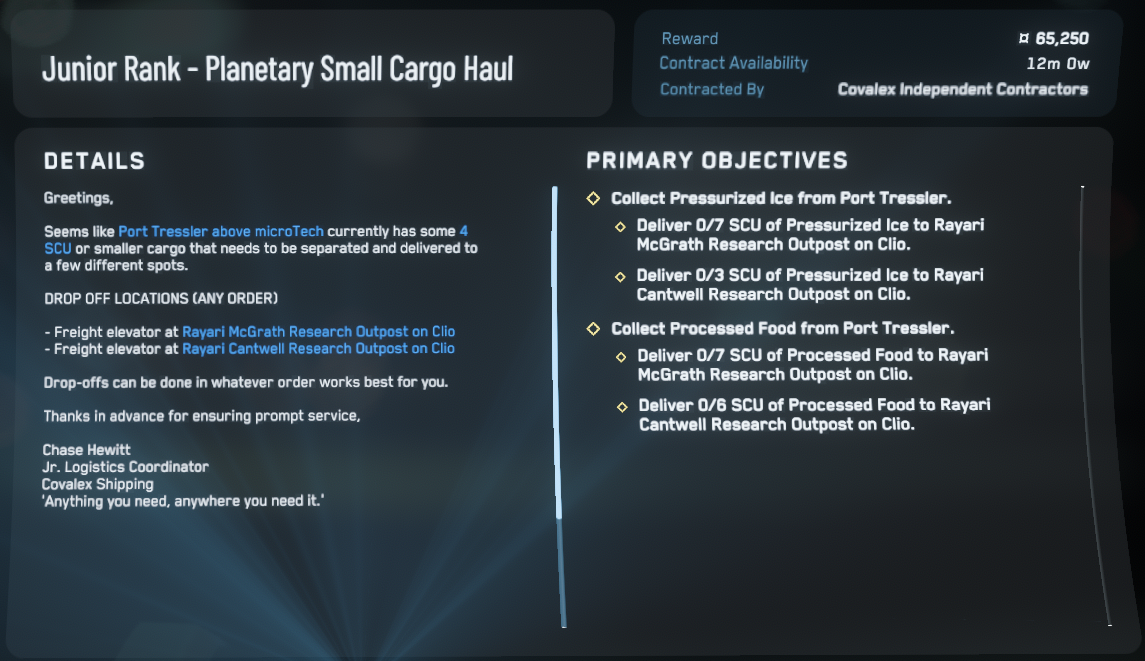 Junior Rank - Planetary Small Cargo Haul
Reward ¤ 65,250
Contract Availability 12m 0w
Contracted By Covalex Independent Contractors
DETAILS
Greetings,
Seems like Port Tressler above microTech currently has some 4
SCU or smaller cargo that needs to be separated and delivered to
a few different spots.
DROP OFF LOCATIONS (ANY ORDER)
- Freight elevator at Rayari McGrath Research Outpost on Clio
- Freight elevator at Rayari Cantwell Research Outpost on Clio
Drop-offs can be done in whatever order works best for you.
Thanks in advance for ensuring prompt service,
Chase Hewitt
Jr. Logistics Coordinator
Covalex Shipping
'Anything you need, anywhere you need it.'
PRIMARY OBJECTIVES
Collect Pressurized Ice from Port Tressler.
Deliver 0/7 SCU of Pressurized Ice to Rayari
McGrath Research Outpost on Clio.
Deliver 0/3 SCU of Pressurized Ice to Rayari
Cantwell Research Outpost on Clio.
Collect Processed Food from Port Tressler.
Deliver 0/7 SCU of Processed Food to Rayari
McGrath Research Outpost on Clio.
Deliver 0/6 SCU of Processed Food to Rayari
Cantwell Research Outpost on Clio.